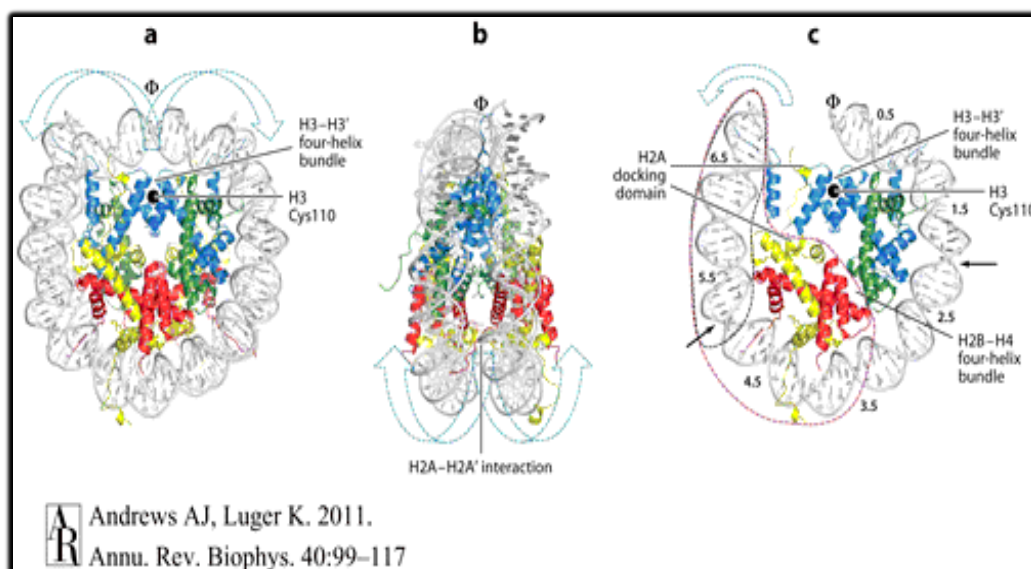 a
b
c
Φ
H3–H3'
four-helix
bundle
H3
Cys110
Φ
H2A–H2A' interaction
Φ
0.5
H3–H3'
four-helix
bundle
H2A
docking
domain
6.5
H3
Cys110
1.5
5.5
2.5
H2B–H4
four-helix
bundle
4.5
3.5
AR
Andrews AJ, Luger K. 2011.
Annu. Rev. Biophys. 40:99–117